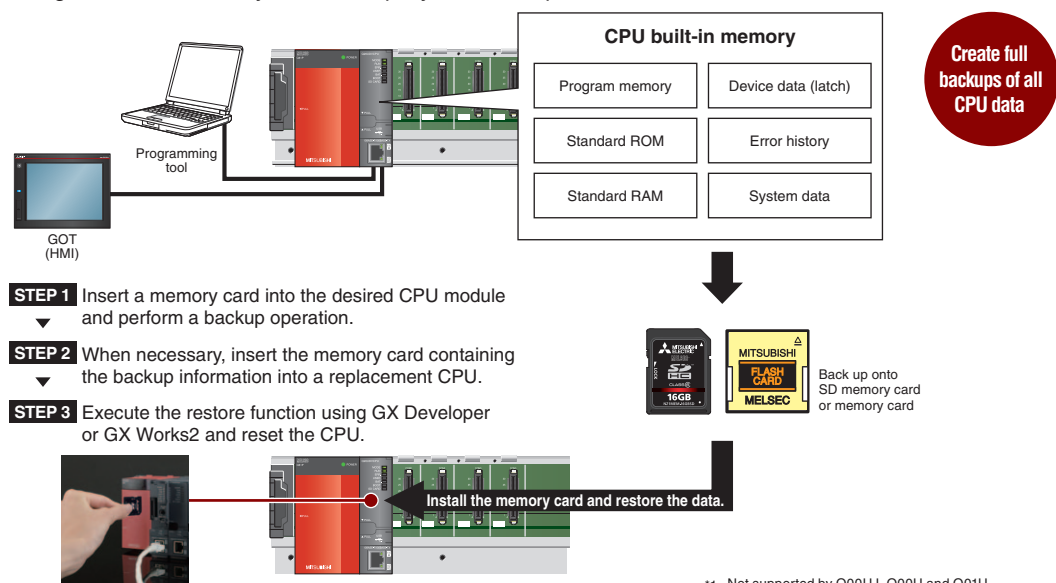 CPU built-in memory
Program memory
Device data (latch)
Standard ROM
Error history
Standard RAM
System data
Create full
backups of all
CPU data
Programming
tool
GOT
(HMI)
MITSUBISHI
STEP 1 Insert a memory card into the desired CPU module
and perform a backup operation.
STEP 2 When necessary, insert the memory card containing
the backup information into a replacement CPU.
STEP 3 Execute the restore function using GX Developer
or GX Works2 and reset the CPU.
MITSUBISHI
ELECTRIC
LOCK
SD
HC
16GB
MITSUBISHI
FLASH
CARD
MELSEC
Back up onto
SD memory card
or memory card
Install the memory card and restore the data.
MITSUBISHI